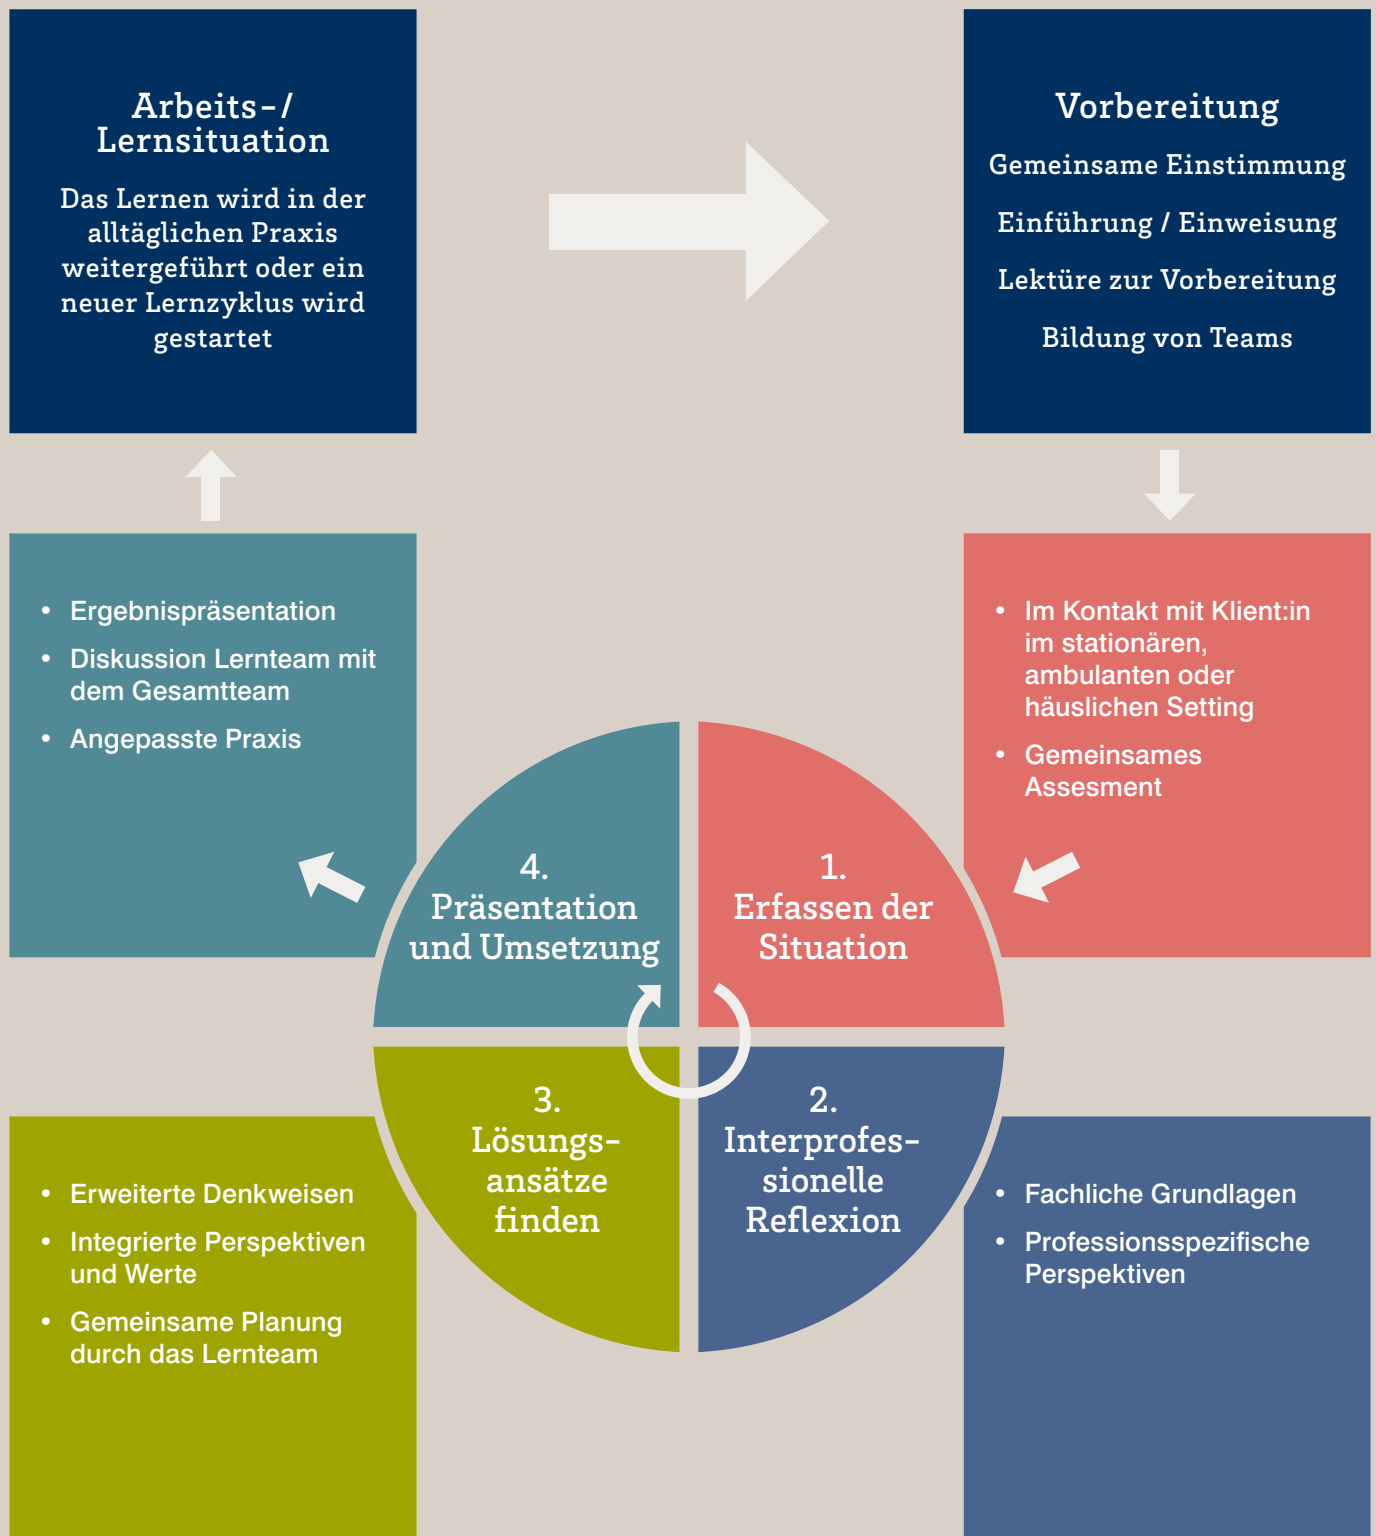 Arbeits-/
Lernsituation
Das Lernen wird in der
alltäglichen Praxis
weitergeführt oder ein
neuer Lernzyklus wird
gestartet
Vorbereitung
Gemeinsame Einstimmung
Einführung / Einweisung
Lektüre zur Vorbereitung
Bildung von Teams
• Ergebnispräsentation
• Diskussion Lernteam mit
dem Gesamtteam
• Angepasste Praxis
• Im Kontakt mit Klient:in
im stationären,
ambulanten oder
häuslichen Setting
• Gemeinsames
Assesment
4.
Präsentation
und Umsetzung
1.
Erfassen der
Situation
3.
Lösungs-
ansätze
finden
2.
Interprofes-
sionelle
Reflexion
• Erweiterte Denkweisen
• Integrierte Perspektiven
und Werte
• Gemeinsame Planung
durch das Lernteam
• Fachliche Grundlagen
• Professionsspezifische
Perspektiven